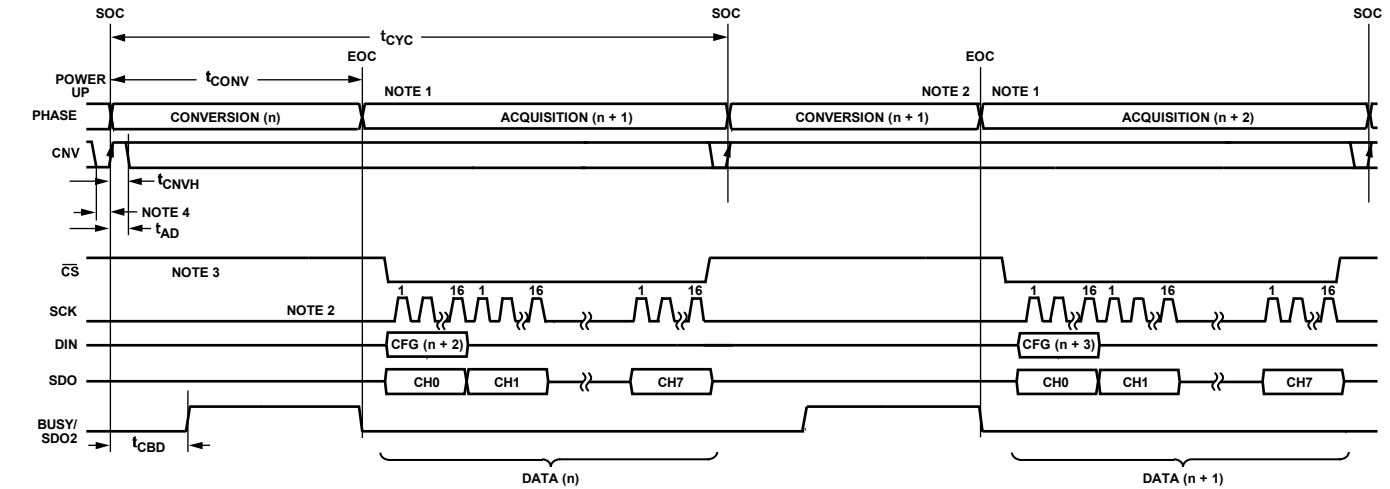 SOC SOC SOC
tCYC
EOC EOC
POWER UP
tCONV
NOTE 1 NOTE 2 NOTE 1
PHASE CONVERSION (n) ACQUISITION (n + 1) CONVERSION (n + 1) ACQUISITION (n + 2)
CNV
tCNVH
NOTE 4
tAD
CS NOTE 3
1 16 1 16 1 16 1 16 1 16 1 16
SCK NOTE 2
DIN CFG (n + 2) CFG (n + 3)
SDO CH0 CH1 CH7 CH0 CH1 CH7
BUSY/
SDO2
tCBD
DATA (n) DATA (n + 1)